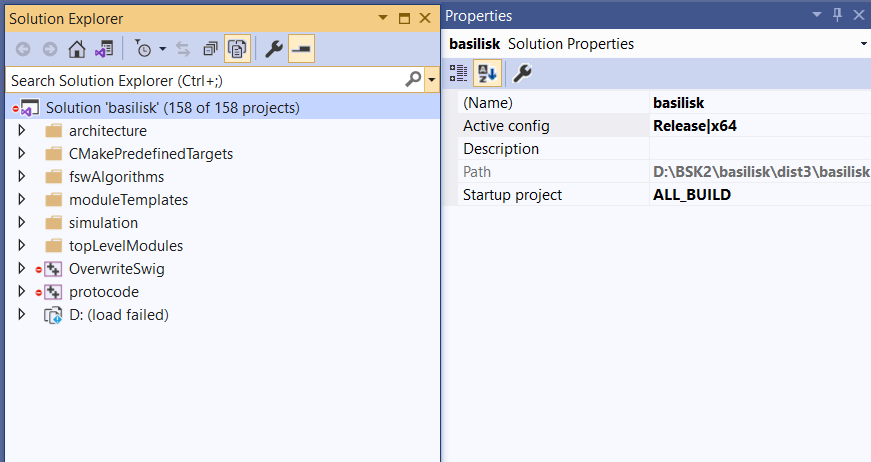 Solution Explorer
Search Solution Explorer (Ctrl+;)
Solution 'basilisk' (158 of 158 projects)
architecture
CMakePredefinedTargets
fswAlgorithms
moduleTemplates
simulation
topLevelModules
OverwriteSwig
protocode
D: (load failed)
Properties
basilisk Solution Properties
(Name) basilisk
Active config Release|x64
Description
Path D:\BSK2\basilisk\dist3\basilisk
Startup project ALL_BUILD